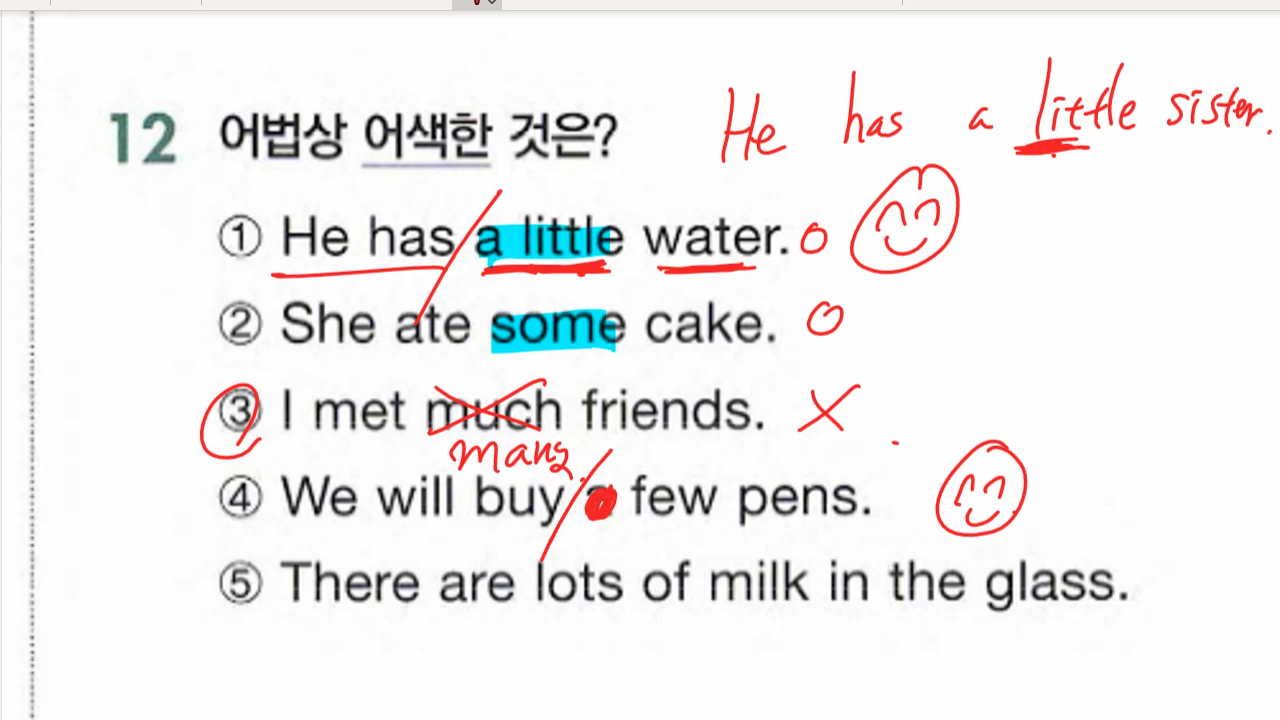 He has a little sister.
12 어법상 어색한 것은?
① He has a little water. O
② She ate some cake. O
③ I met much friends. X
many
④ We will buy a few pens.
⑤ There are lots of milk in the glass.